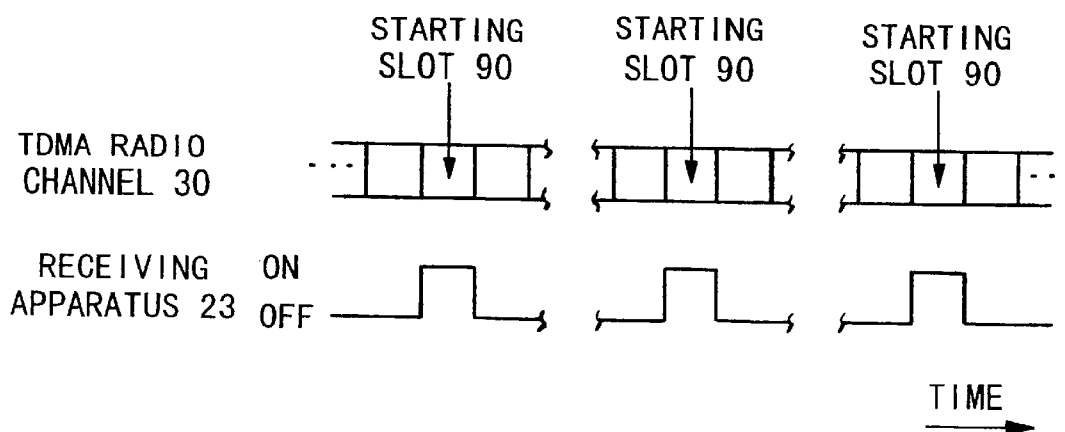 STARTING
SLOT 90
STARTING
SLOT 90
STARTING
SLOT 90
TDMA RADIO
CHANNEL 30
RECEIVING
APPARATUS 23
ON
OFF
TIME